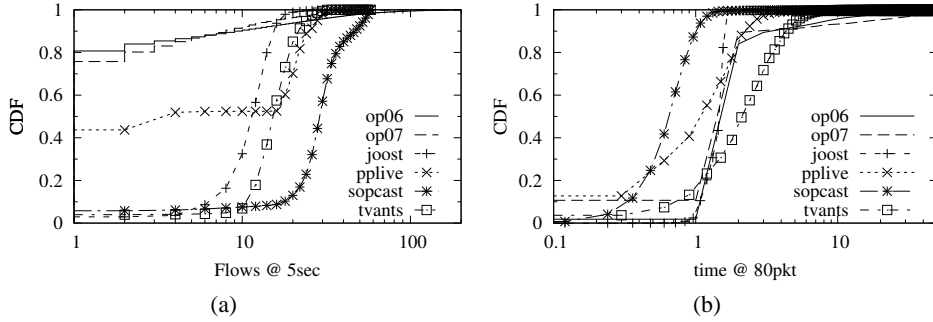 1
0.8
0.6
0.4
0.2
0
CDF
1 10 100
Flows @ 5sec
op06
op07
joost
pplive
sopcast
tvants
(a)
1
0.8
0.6
0.4
0.2
0
CDF
0.1 1 10
time @ 80pkt
op06
op07
joost
pplive
sopcast
tvants
(b)